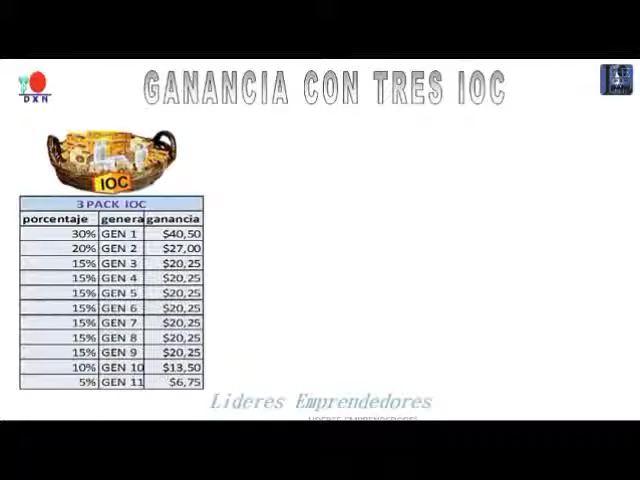 GANANCIA CON TRES IOC
DXN
IOC
3 PACK IOC
porcentaje genera ganancia
30% GEN 1 $40,50
20% GEN 2 $27,00
15% GEN 3 $20,25
15% GEN 4 $20,25
15% GEN 5 $20,25
15% GEN 6 $20,25
15% GEN 7 $20,25
15% GEN 8 $20,25
15% GEN 9 $20,25
10% GEN 10 $13,50
5% GEN 11 $6,75
Lideres Emprendedores